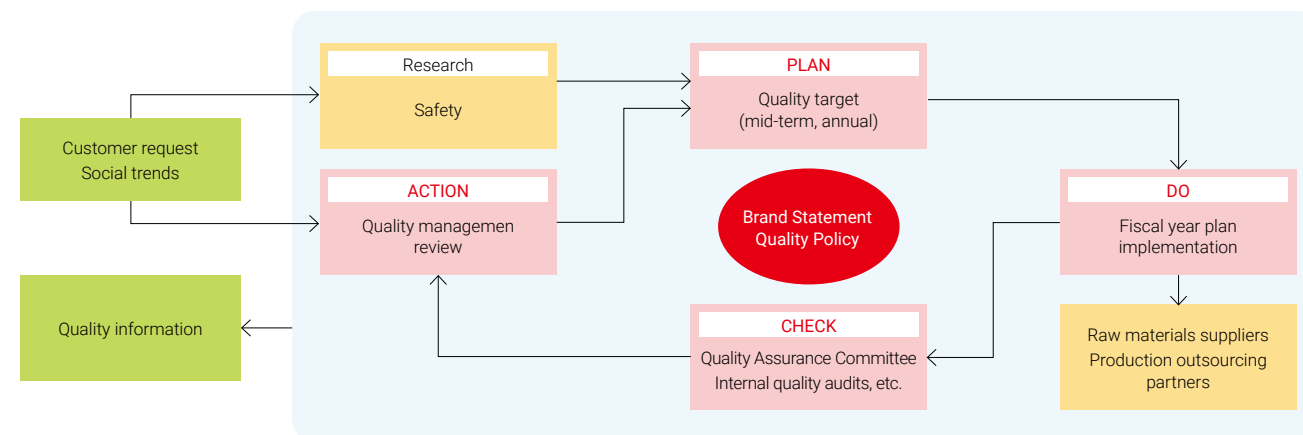 Customer request
Social trends
Quality information
Research
Safety
ACTION
Quality managemen
review
PLAN
Quality target
(mid-term, annual)
Brand Statement
Quality Policy
CHECK
Quality Assurance Committee
Internal quality audits, etc.
DO
Fiscal year plan
implementation
Raw materials suppliers
Production outsourcing
partners